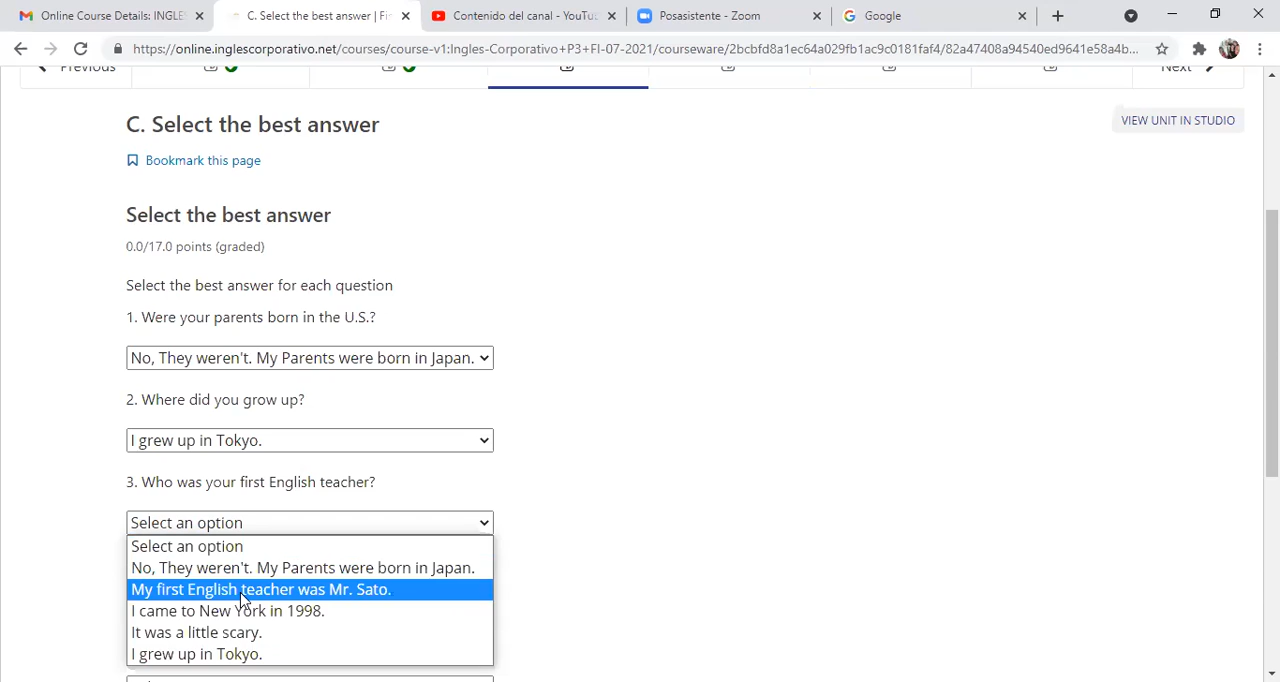 Online Course Details: INGLES
C. Select the best answer | Fi
Contenido del canal - YouTu
Posasistente - Zoom
Google
https://online.inglescorporativo.net/courses/course-v1:Ingles-Corporativo+P3+FI-07-2021/courseware/2bcbfd8a1ec64a029fb1ac9c0181faf4/82a47408a94540ed9641e58a4b...
Previous
Next
C. Select the best answer
VIEW UNIT IN STUDIO
Bookmark this page
Select the best answer
0.0/17.0 points (graded)
Select the best answer for each question
1. Were your parents born in the U.S.?
No, They weren't. My Parents were born in Japan.
2. Where did you grow up?
I grew up in Tokyo.
3. Who was your first English teacher?
Select an option
Select an option
No, They weren't. My Parents were born in Japan.
My first English teacher was Mr. Sato.
I came to New York in 1998.
It was a little scary.
I grew up in Tokyo.